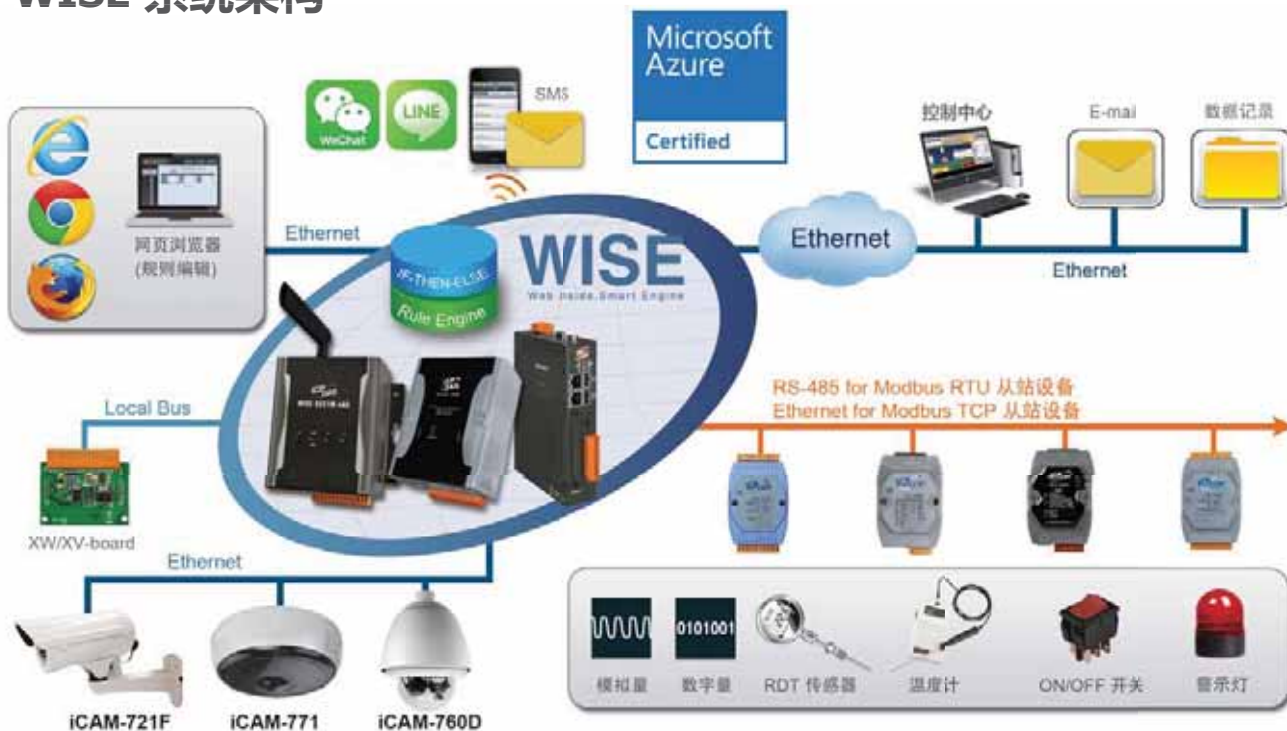 WISE 系统架构
Microsoft
Azure
Certified
WeChat
LINE
SMS
控制中心
E-mai
数据记录
网页浏览器
(规则编辑)
Ethernet
IF-THEN-ELSE
Rule Engine
WISE
Web Inside, Smart Engine
Ethernet
Ethernet
Local Bus
XW/XV-board
RS-485 for Modbus RTU 从站设备
Ethernet for Modbus TCP 从站设备
Ethernet
iCAM-721F
iCAM-771
iCAM-760D
0101001
模拟量
数字量
RDT 传感器
温度计
ON/OFF 开关
警示灯